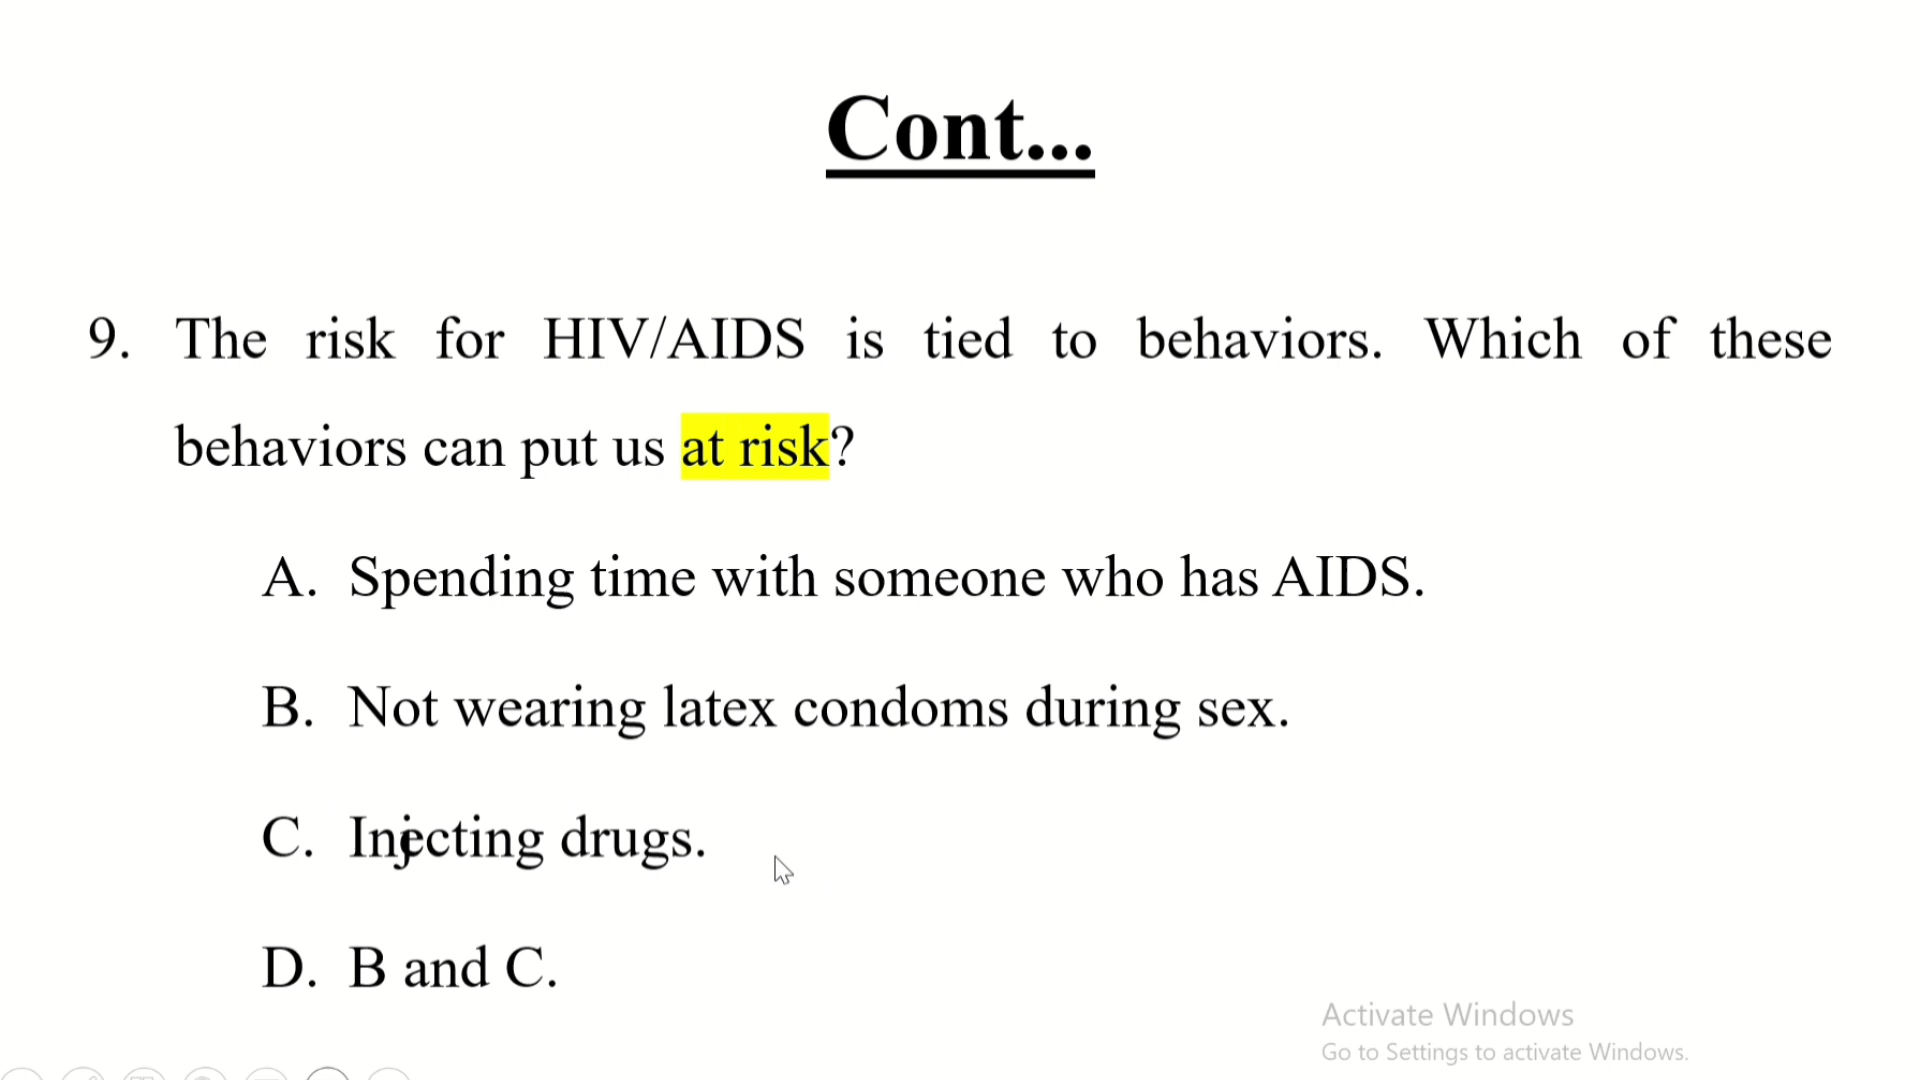 Cont...
9. The risk for HIV/AIDS is tied to behaviors. Which of these
behaviors can put us at risk?
A. Spending time with someone who has AIDS.
B. Not wearing latex condoms during sex.
C. Injecting drugs.
D. B and C.
Activate Windows
Go to Settings to activate Windows.